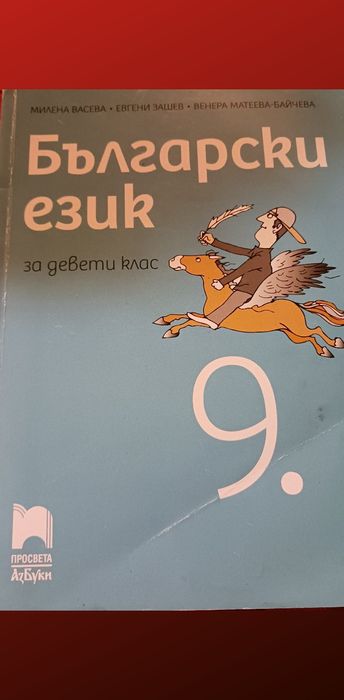 МИЛЕНА ВАСЕВА • ЕВГЕНИ ЗАШЕВ • ВЕНЕРА МАТЕЕВА-БАЙЧЕВА
Български
език
за девети клас
9.
ПРОСВЕТА
АзБуки